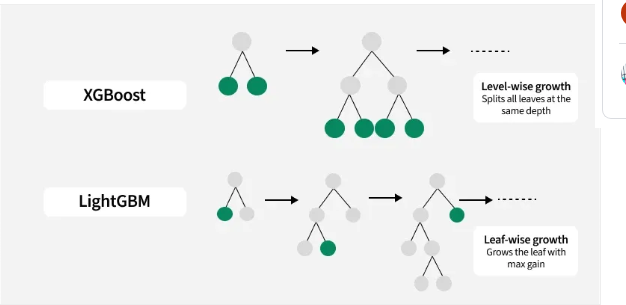 XGBoost
Level-wise growth
Splits all leaves at the
same depth
LightGBM
Leaf-wise growth
Grows the leaf with
max gain